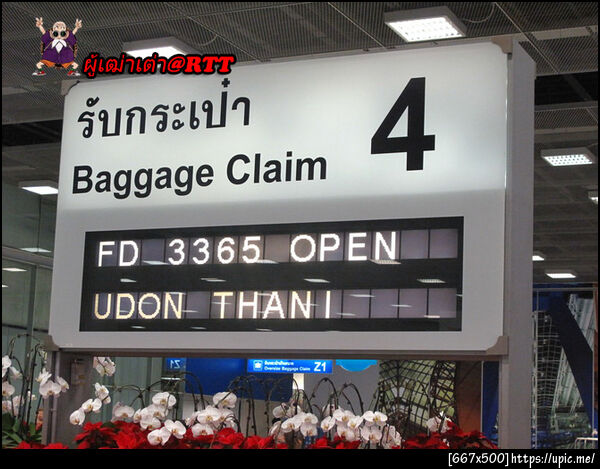 ผู้เฒ่าเต่า@RTT
รับกระเป๋า
Baggage Claim
4
FD 3365 OPEN
UDON THANI
Oversize Baggage Claim
Z1
[667x500]https://upic.me/